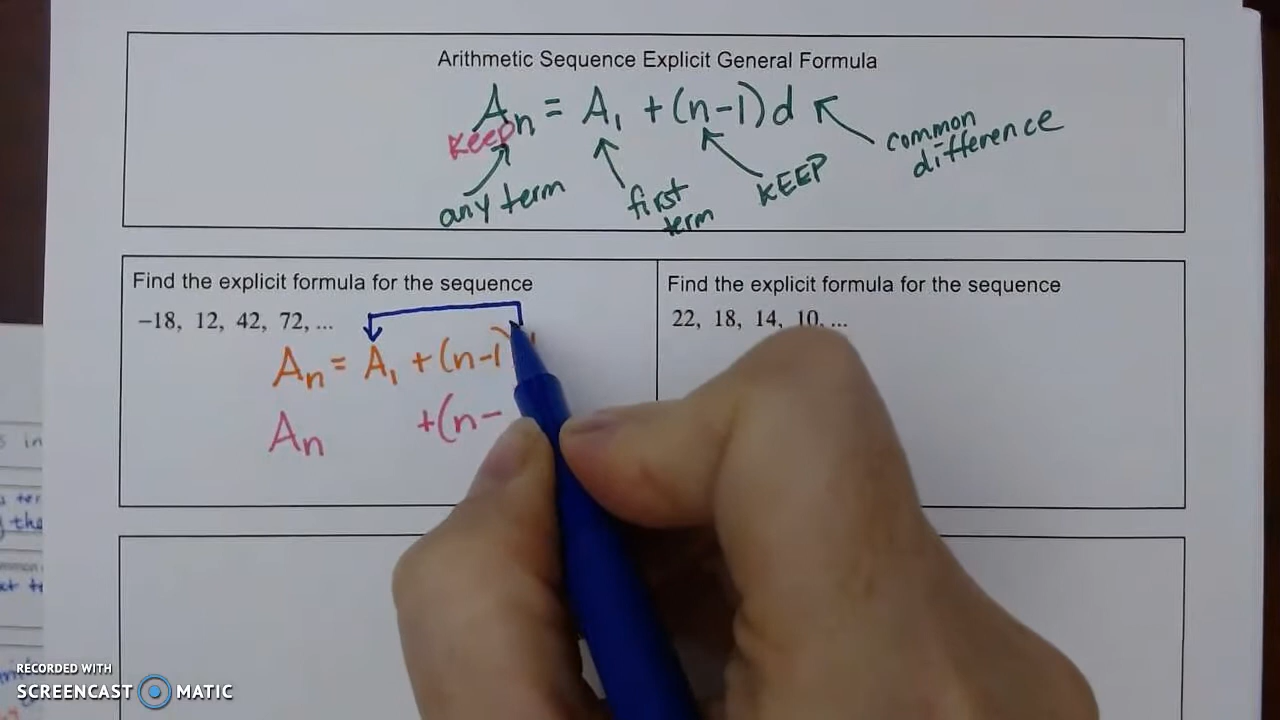 Arithmetic Sequence Explicit General Formula
An = A1 + (n-1)d
Keep
any term
first term
KEEP
common difference
Find the explicit formula for the sequence
−18, 12, 42, 72, ...
An = A1 + (n-1)
An +(n-
Find the explicit formula for the sequence
22, 18, 14, 10, ...
RECORDED WITH
SCREENCAST MATIC